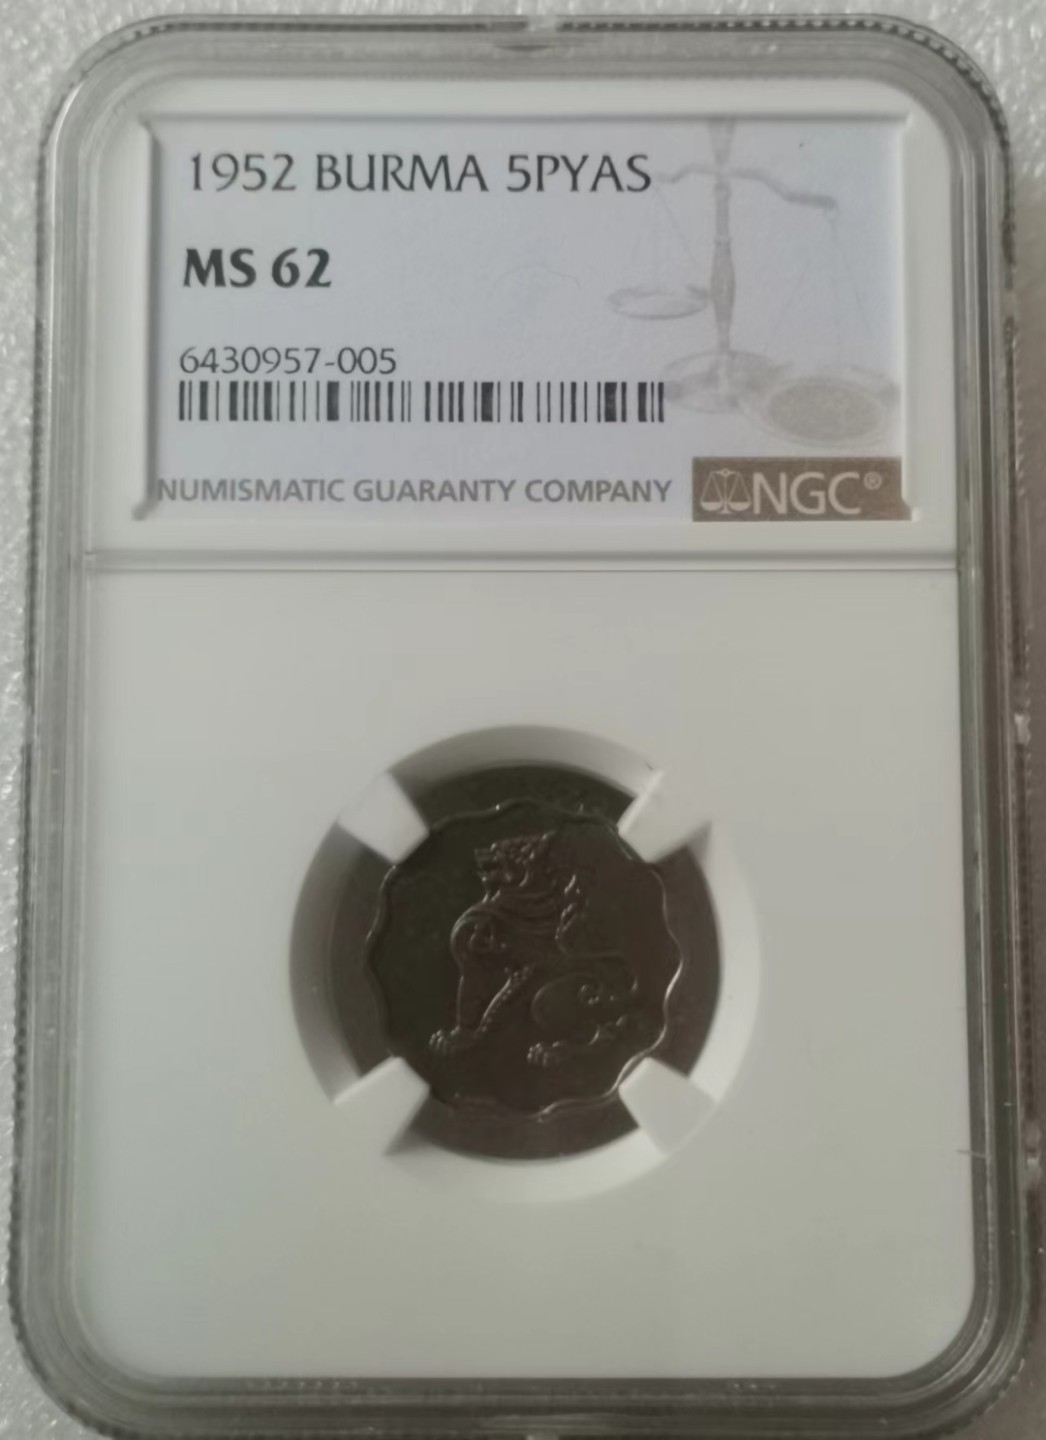 1952 BURMA 5PYAS
MS 62
6430957-005
NUMISMATIC GUARANTY COMPANY
NGC®